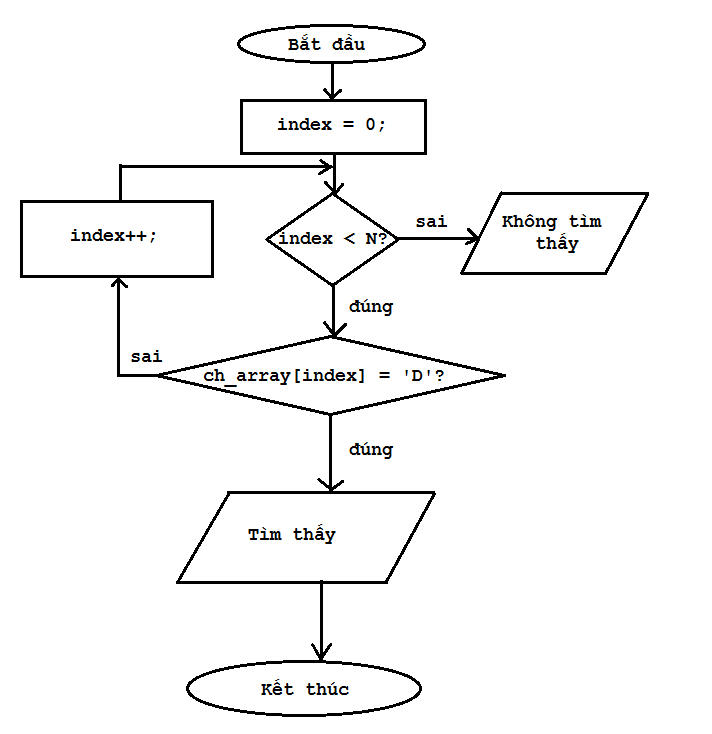 Bắt đầu
index = 0;
index++;
index < N?
sai
Không tìm
thấy
đúng
sai
ch_array[index] = 'D'?
đúng
Tìm thấy
Kết thúc